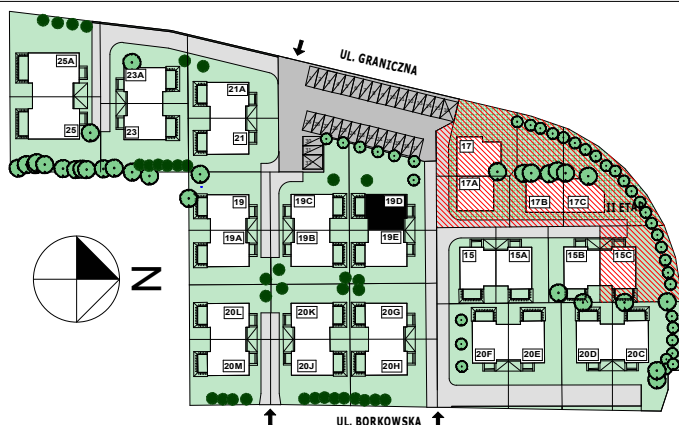 UL. GRANICZNA
25A
23A
21A
25
23
21
17
17A
17B
17C
II ETA
19
19C
19D
19A
19B
19E
15
15A
15B
15C
N
20L
20K
20G
20M
20J
20H
20F
20E
20D
20C
UL. BORKOWSKA